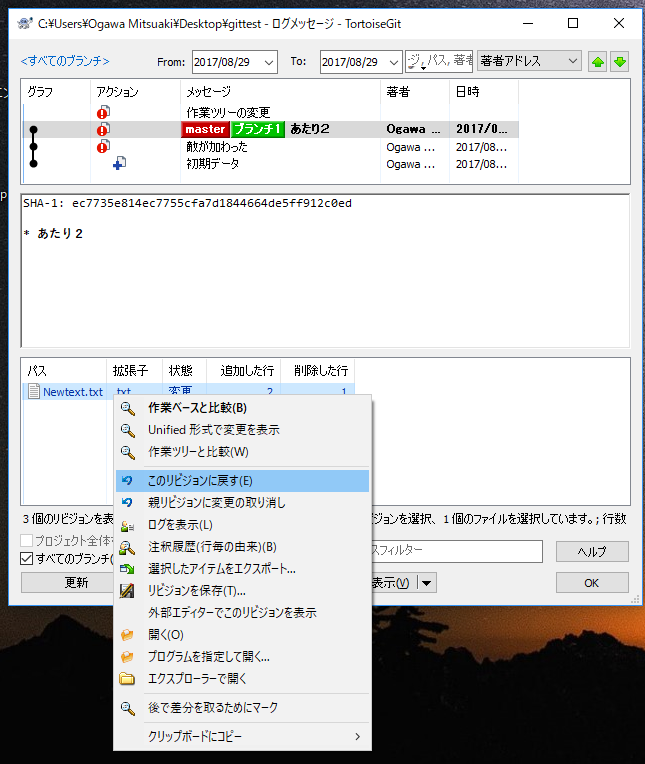 C:¥Users¥Ogawa Mitsuaki¥Desktop¥gittest - ログメッセージ - TortoiseGit
<すべてのブランチ> From: 2017/08/29 To: 2017/08/29 ジ, パス, 著者 著者アドレス
グラフ アクション メッセージ 著者 日時
作業ツリーの変更
master ブランチ1 あたり2 Ogawa ... 2017/0...
敵が加わった Ogawa ... 2017/08...
初期データ Ogawa ... 2017/08...
SHA-1: ec7735e814ec7755cfa7d1844664de5ff912c0ed
* あたり2
パス 拡張子 状態 追加した行 削除した行
Newtext.txt .txt 変更 2 1
作業ベースと比較(B)
Unified 形式で変更を表示
作業ツリーと比較(W)
このリビジョンに戻す(E)
親リビジョンに変更の取り消し
3個のリビジョンを表 ジョンを選択、1個のファイルを選択しています。; 行数
ログを表示(L)
プロジェクト全体 スフィルター ヘルプ
注釈履歴(行毎の由来)(B)
すべてのブランチ(
選択したアイテムをエクスポート...
更新 表示(V) OK
リビジョンを保存(T)...
外部エディターでこのリビジョンを表示
開く(O)
プログラムを指定して開く...
エクスプローラーで開く
後で差分を取るためにマーク
クリップボードにコピー